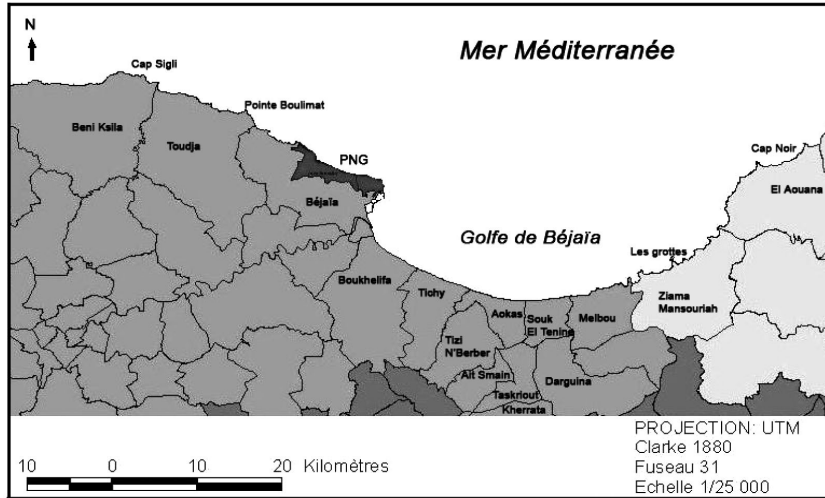 N
Mer Méditerranée
Cap Sigli
Pointe Boulimat
Beni Ksila
Toudja
PNG
Cap Noir
El Aouana
Béjaïa
Golfe de Béjaïa
Les grottes
Boukhelifa
Tichy
Ziama
Mansouriah
Aokas
Souk
El Tenine
Melbou
Tizi
N'Berber
Ait Smain
Darguina
Taskriout
Kherrata
10 0 10 20 Kilomètres
PROJECTION: UTM
Clarke 1880
Fuseau 31
Echelle 1/25 000